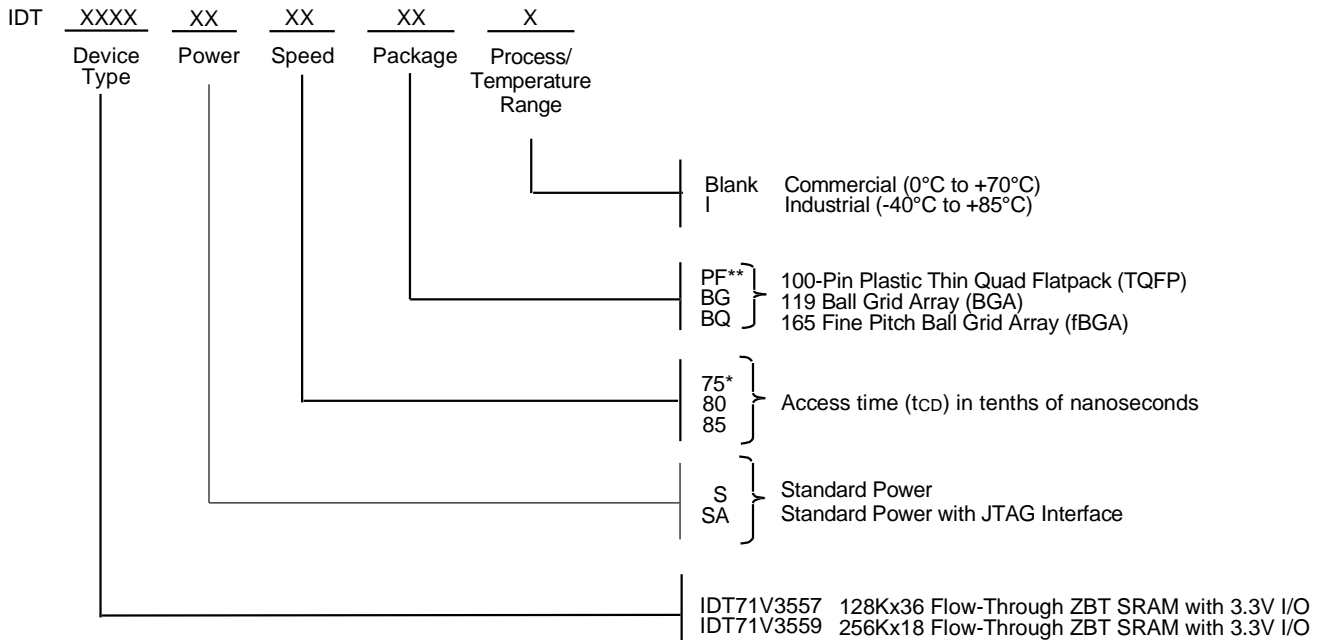 IDT XXXX XX XX XX X
Device Type Power Speed Package Process/ Temperature Range
Blank Commercial (0°C to +70°C)
I Industrial (-40°C to +85°C)
PF** 100-Pin Plastic Thin Quad Flatpack (TQFP)
BG 119 Ball Grid Array (BGA)
BQ 165 Fine Pitch Ball Grid Array (fBGA)
75*
80 Access time (tCD) in tenths of nanoseconds
85
S Standard Power
SA Standard Power with JTAG Interface
IDT71V3557 128Kx36 Flow-Through ZBT SRAM with 3.3V I/O
IDT71V3559 256Kx18 Flow-Through ZBT SRAM with 3.3V I/O